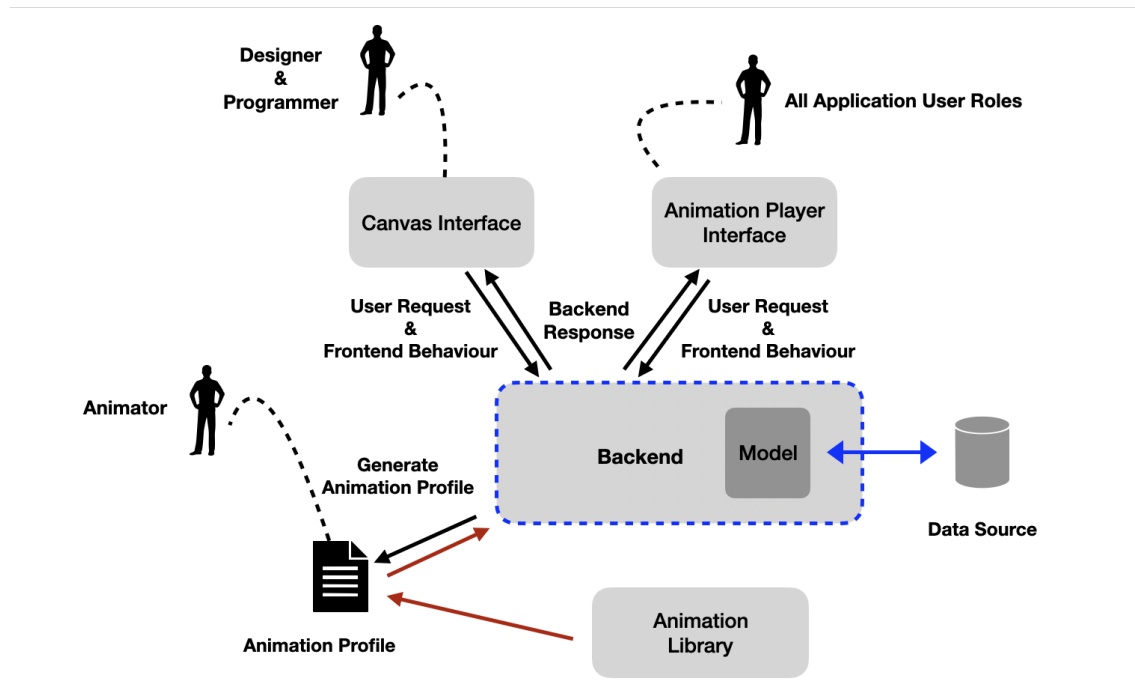 Designer
&
Programmer
All Application User Roles
Canvas Interface
Animation Player
Interface
User Request
&
Frontend Behaviour
Backend
Response
User Request
&
Frontend Behaviour
Animator
Generate
Animation Profile
Backend
Model
Data Source
Animation Profile
Animation
Library